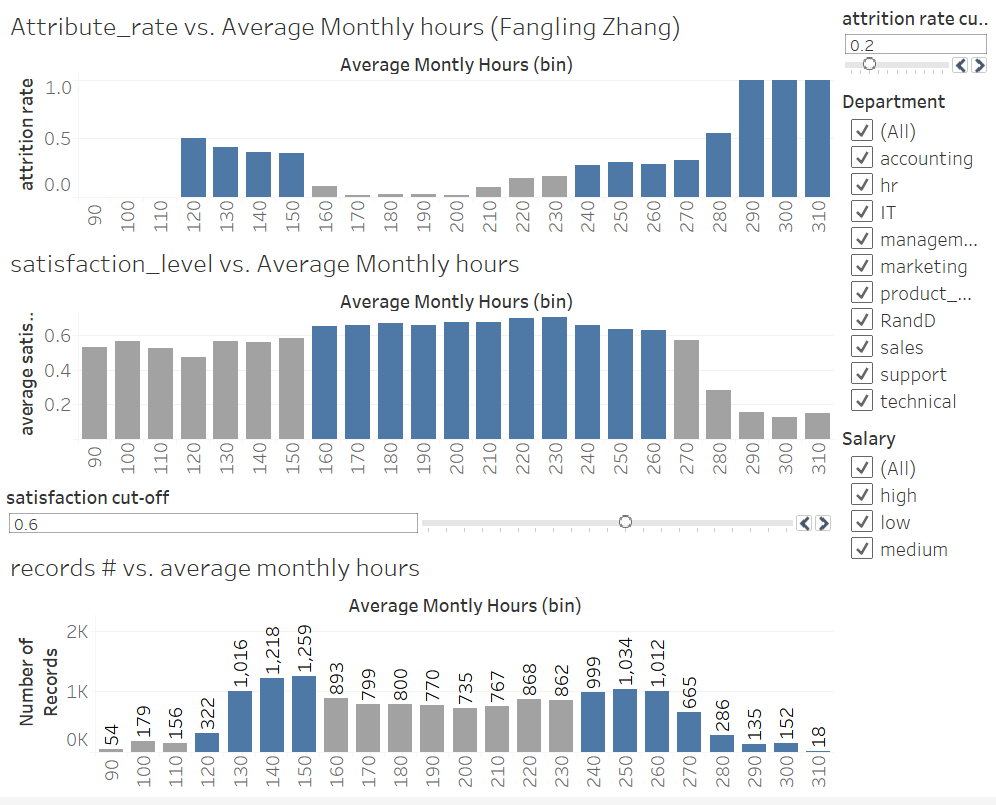 Attribute_rate vs. Average Monthly hours (Fangling Zhang)
Average Montly Hours (bin)
attrition rate
1.0
0.5
0.0
90 100 110 120 130 140 150 160 170 180 190 200 210 220 230 240 250 260 270 280 290 300 310
satisfaction_level vs. Average Monthly hours
Average Montly Hours (bin)
average satis..
0.6
0.4
0.2
90 100 110 120 130 140 150 160 170 180 190 200 210 220 230 240 250 260 270 280 290 300 310
satisfaction cut-off
0.6
records # vs. average monthly hours
Average Montly Hours (bin)
Number of
Records
2K
1K
0K
54 179 156 322 1,016 1,218 1,259 893 799 800 770 735 767 868 862 999 1,034 1,012 665 286 135 152 18
90 100 110 120 130 140 150 160 170 180 190 200 210 220 230 240 250 260 270 280 290 300 310
attrition rate cu..
0.2
Department
(All)
accounting
hr
IT
managem...
marketing
product_...
RandD
sales
support
technical
Salary
(All)
high
low
medium